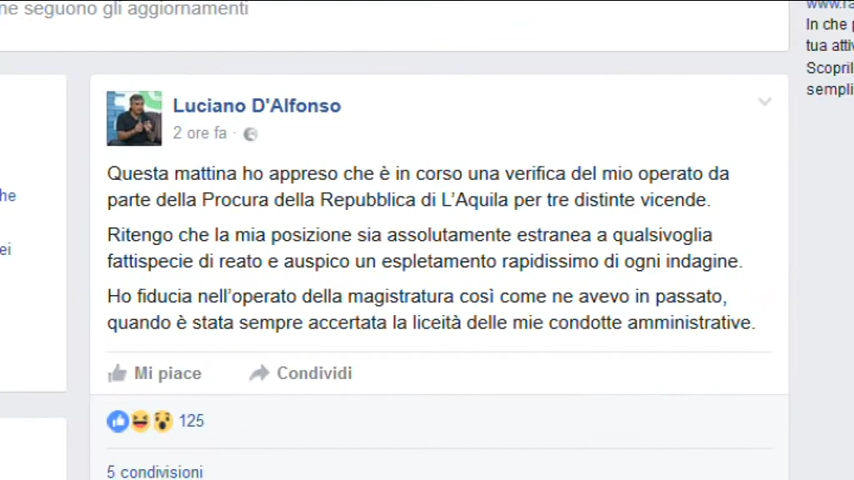 ne seguono gli aggiornamenti
In che
tua
Scopril
sempli
he
ei
Luciano D'Alfonso
2 ore fa ·
Questa mattina ho appreso che è in corso una verifica del mio operato da
parte della Procura della Repubblica di L'Aquila per tre distinte vicende.
Ritengo che la mia posizione sia assolutamente estranea a qualsivoglia
fattispecie di reato e auspico un espletamento rapidissimo di ogni indagine.
Ho fiducia nell'operato della magistratura così come ne avevo in passato,
quando è stata sempre accertata la liceità delle mie condotte amministrative.
Mi piace Condividi
125
5 condivisioni